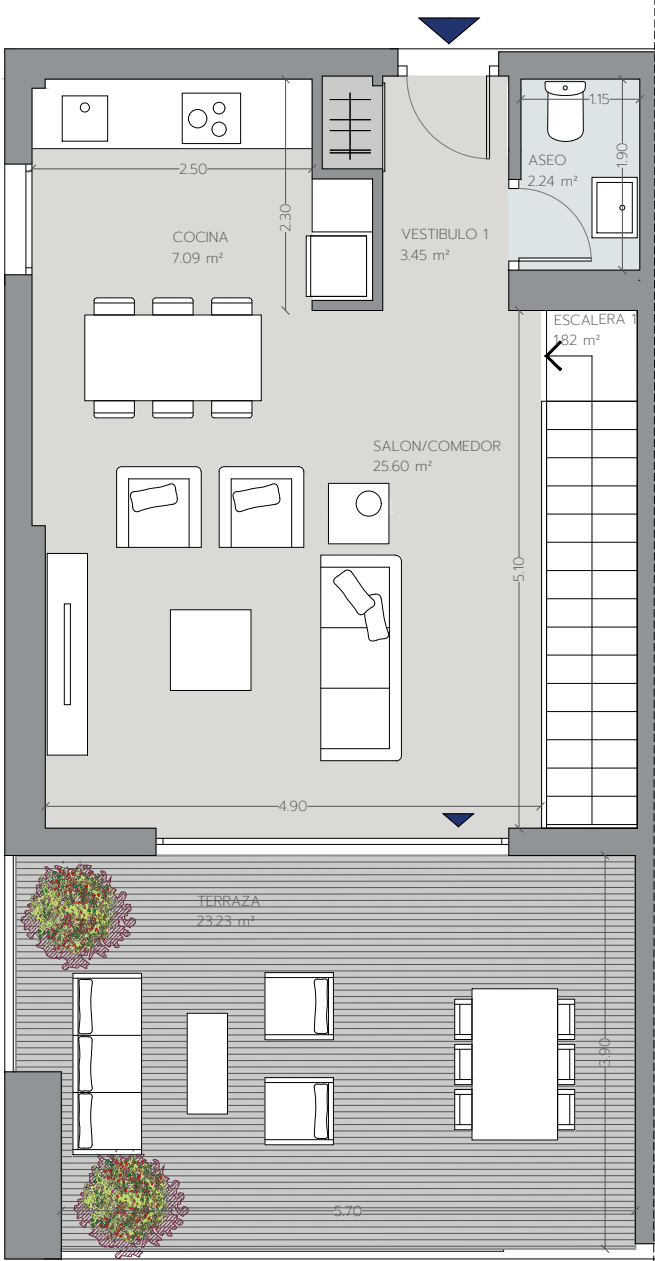 1.15
ASEO
2.24 m²
1.90
2.50
2.30
COCINA
7.09 m²
VESTIBULO 1
3.45 m²
ESCALERA 1
1.82 m²
SALON/COMEDOR
25.60 m²
5.10
4.90
TERRAZA
23.23 m²
3.90
5.70